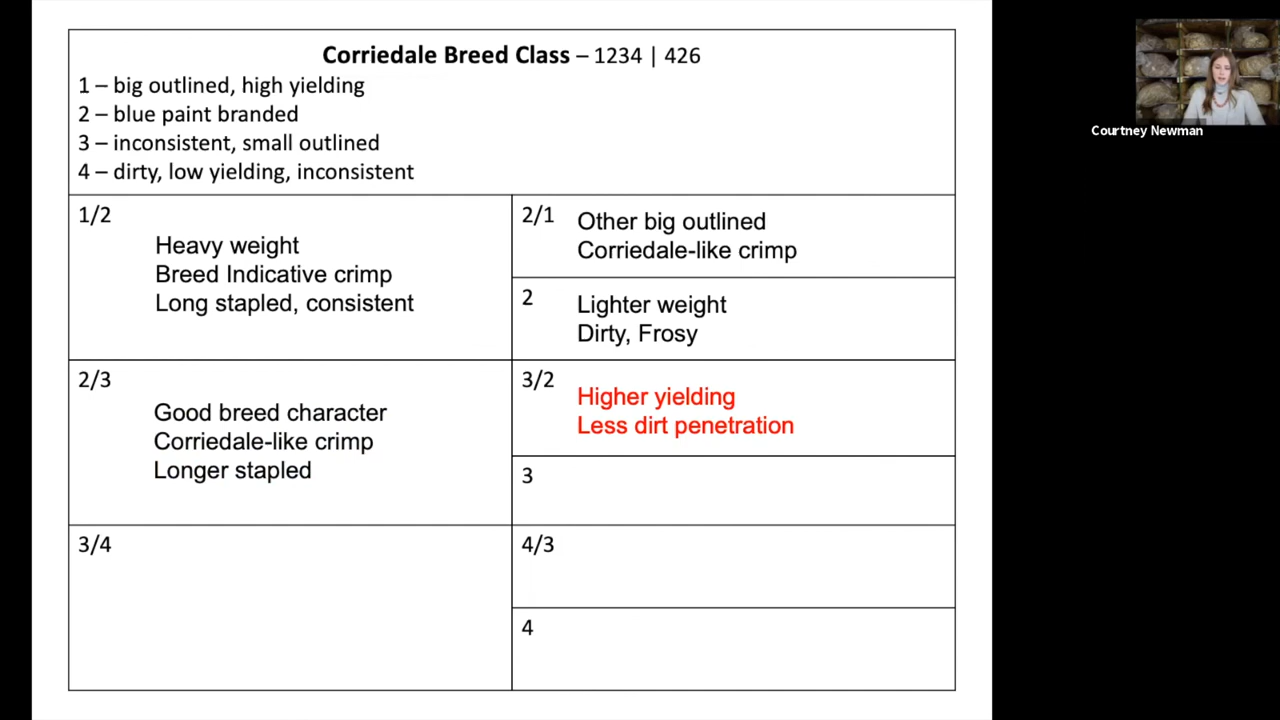 Corriedale Breed Class – 1234 | 426
1 – big outlined, high yielding
2 – blue paint branded
3 – inconsistent, small outlined
4 – dirty, low yielding, inconsistent
1/2
Heavy weight
Breed Indicative crimp
Long stapled, consistent
2/1
Other big outlined
Corriedale-like crimp
2
Lighter weight
Dirty, Frosy
2/3
Good breed character
Corriedale-like crimp
Longer stapled
3/2
Higher yielding
Less dirt penetration
3
3/4
4/3
4
Courtney Newman